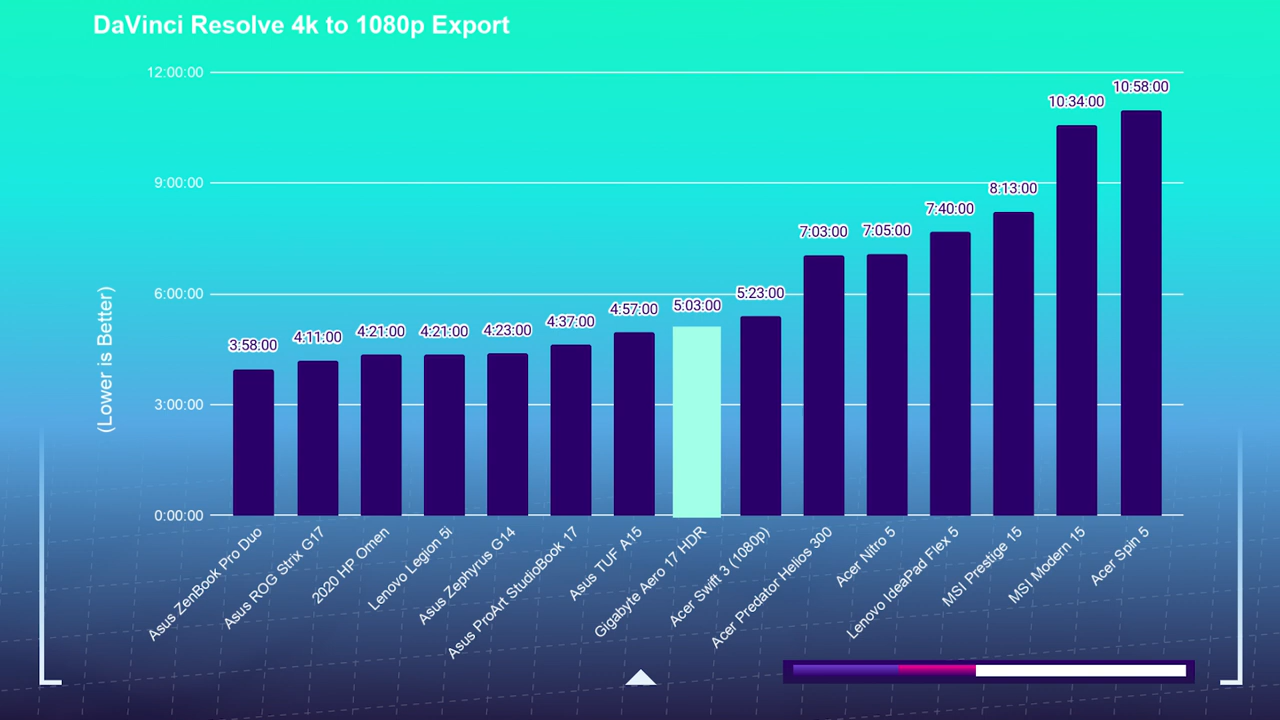 DaVinci Resolve 4k to 1080p Export
(Lower is Better)
12:00:00
9:00:00
6:00:00
3:00:00
0:00:00
3:58:00
4:11:00
4:21:00
4:21:00
4:23:00
4:37:00
4:57:00
5:03:00
5:23:00
7:03:00
7:05:00
7:40:00
8:13:00
10:34:00
10:58:00
Asus ZenBook Pro Duo
Asus ROG Strix G17
2020 HP Omen
Lenovo Legion 5i
Asus Zephyrus G14
Asus ProArt StudioBook 17
Asus TUF A15
Gigabyte Aero 17 HDR
Acer Swift 3 (1080p)
Acer Predator Helios 300
Acer Nitro 5
Lenovo IdeaPad Flex 5
MSI Prestige 15
MSI Modern 15
Acer Spin 5